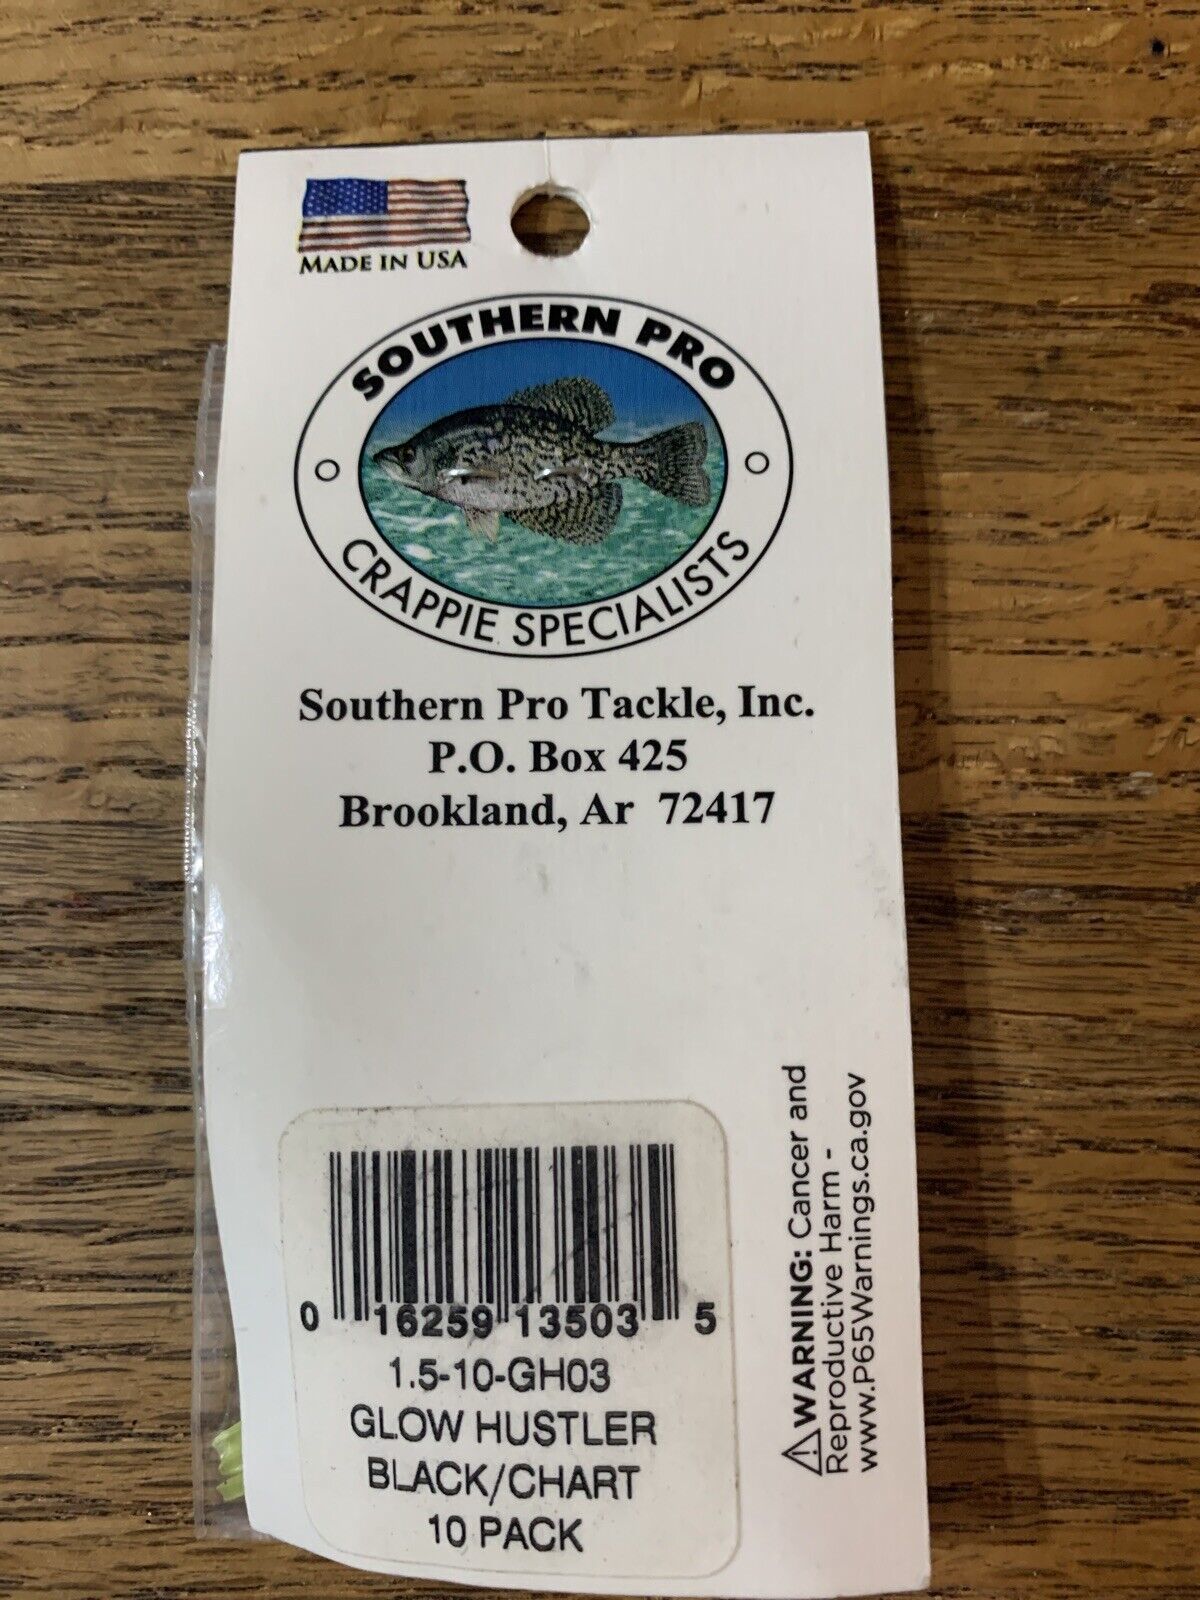 MADE IN USA
SOUTHERN PRO
CRAPPIE SPECIALISTS
Southern Pro Tackle, Inc.
P.O. Box 425
Brookland, Ar 72417
0 16259 13503 5
1.5-10-GH03
GLOW HUSTLER
BLACK/CHART
10 PACK
⚠WARNING: Cancer and
Reproductive Harm -
www.P65Warnings.ca.gov